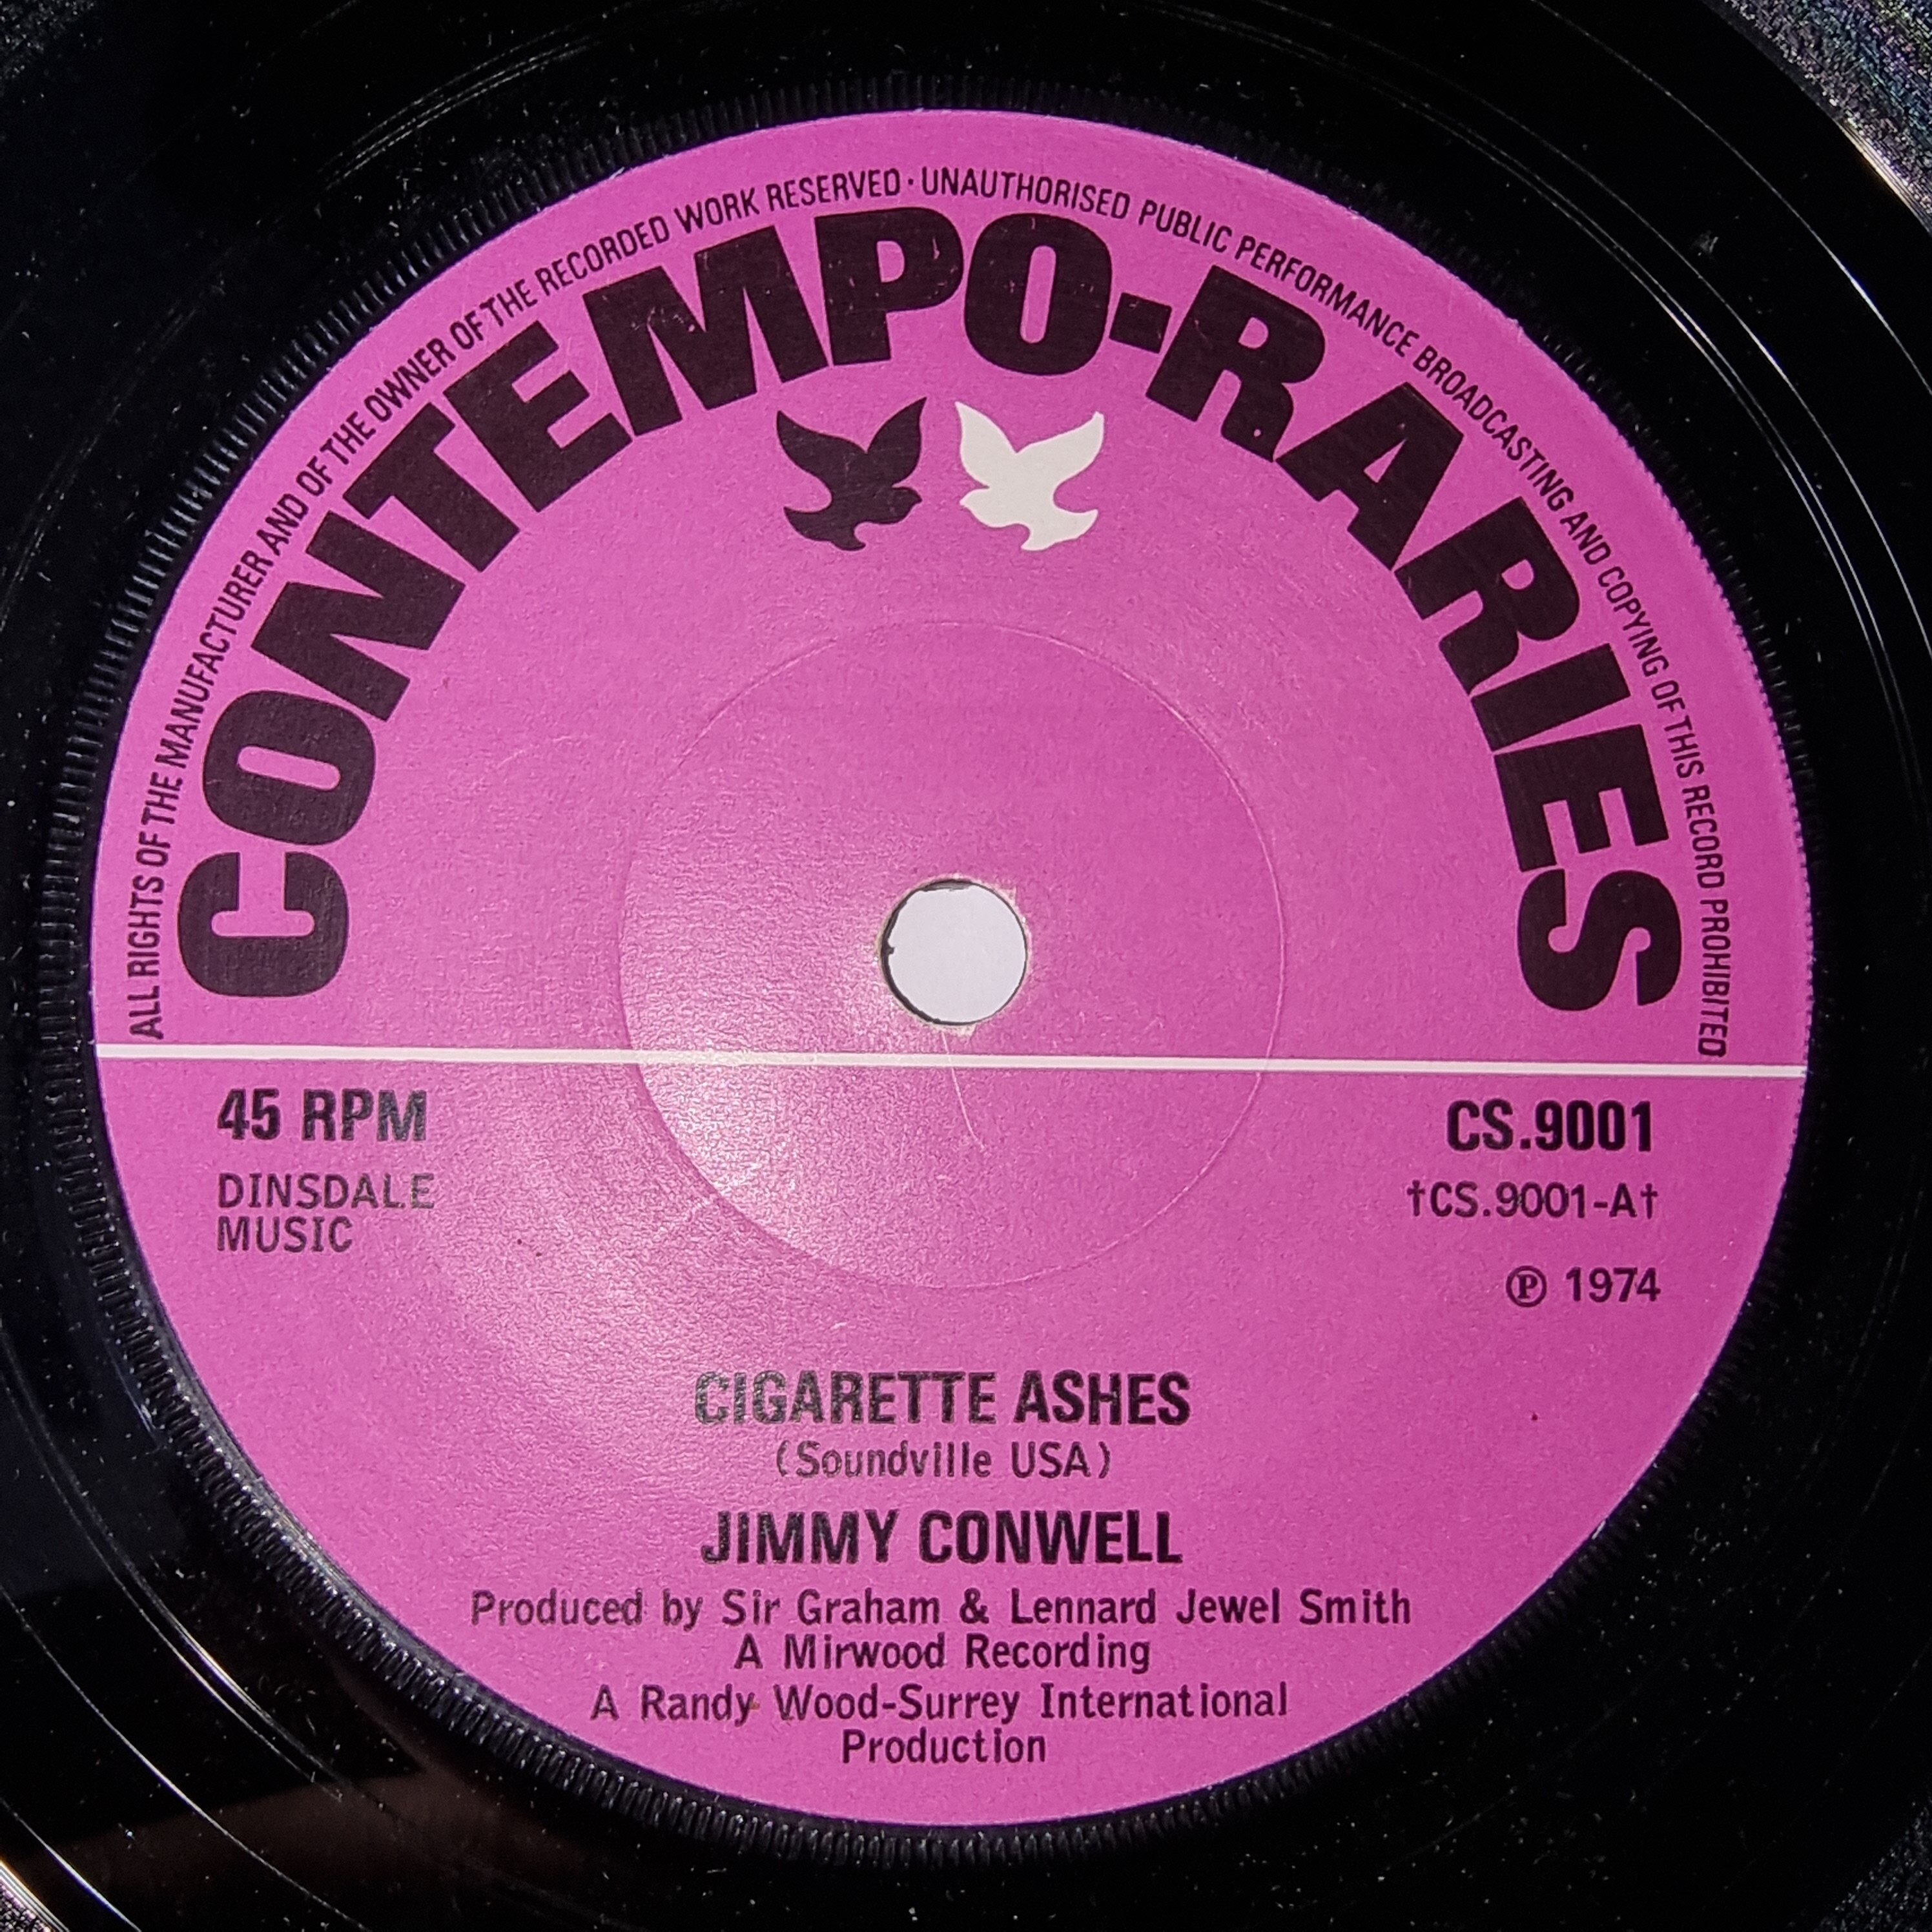 ALL RIGHTS OF THE MANUFACTURER AND OF THE OWNER OF THE RECORDED WORK RESERVED · UNAUTHORISED PUBLIC PERFORMANCE BROADCASTING AND COPYING OF THIS RECORD PROHIBITED
CONTEMPO-RARIES
45 RPM
DINSDALE
MUSIC
CS.9001
†CS.9001-A†
℗ 1974
CIGARETTE ASHES
(Soundville USA)
JIMMY CONWELL
Produced by Sir Graham & Lennard Jewel Smith
A Mirwood Recording
A Randy Wood-Surrey International
Production